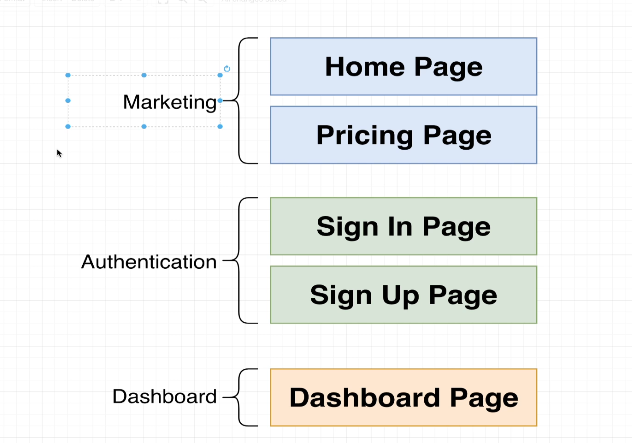 Home Page
Marketing
Pricing Page
Sign In Page
Authentication
Sign Up Page
Dashboard
Dashboard Page